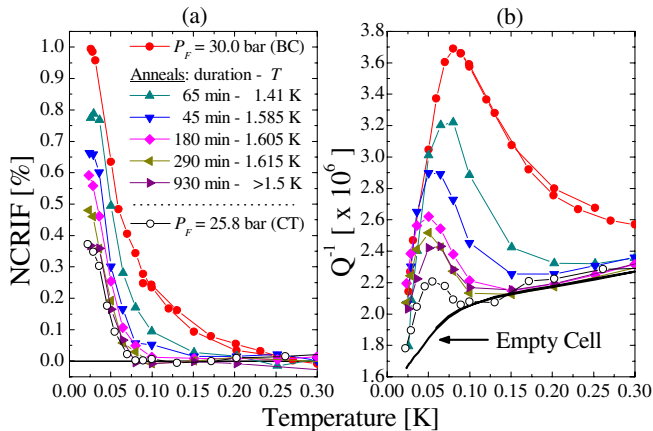 (a)
(b)
NCRIF [%]
1.0
0.9
0.8
0.7
0.6
0.5
0.4
0.3
0.2
0.1
0.0
P_F = 30.0 bar (BC)
Anneals: duration - T
65 min - 1.41 K
45 min - 1.585 K
180 min - 1.605 K
290 min - 1.615 K
930 min - >1.5 K
P_F = 25.8 bar (CT)
0.00 0.05 0.10 0.15 0.20 0.25 0.30
Q⁻¹ [ x 10⁶]
3.8
3.6
3.4
3.2
3.0
2.8
2.6
2.4
2.2
2.0
1.8
1.6
Empty Cell
0.00 0.05 0.10 0.15 0.20 0.25 0.30
Temperature [K]